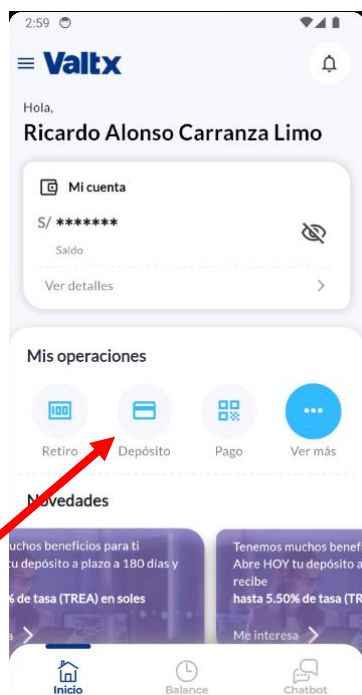 2:59
Valtx
Hola,
Ricardo Alonso Carranza Limo
Mi cuenta
S/ *******
Saldo
Ver detalles
Mis operaciones
Retiro Depósito Pago Ver más
Novedades
uchos beneficios para ti
tu depósito a plazo a 180 días y
% de tasa (TREA) en soles
Tenemos muchos benef
Abre HOY tu depósito a
recibe
hasta 5.50% de tasa (TR
Me interesa
Inicio Balance Chatbot